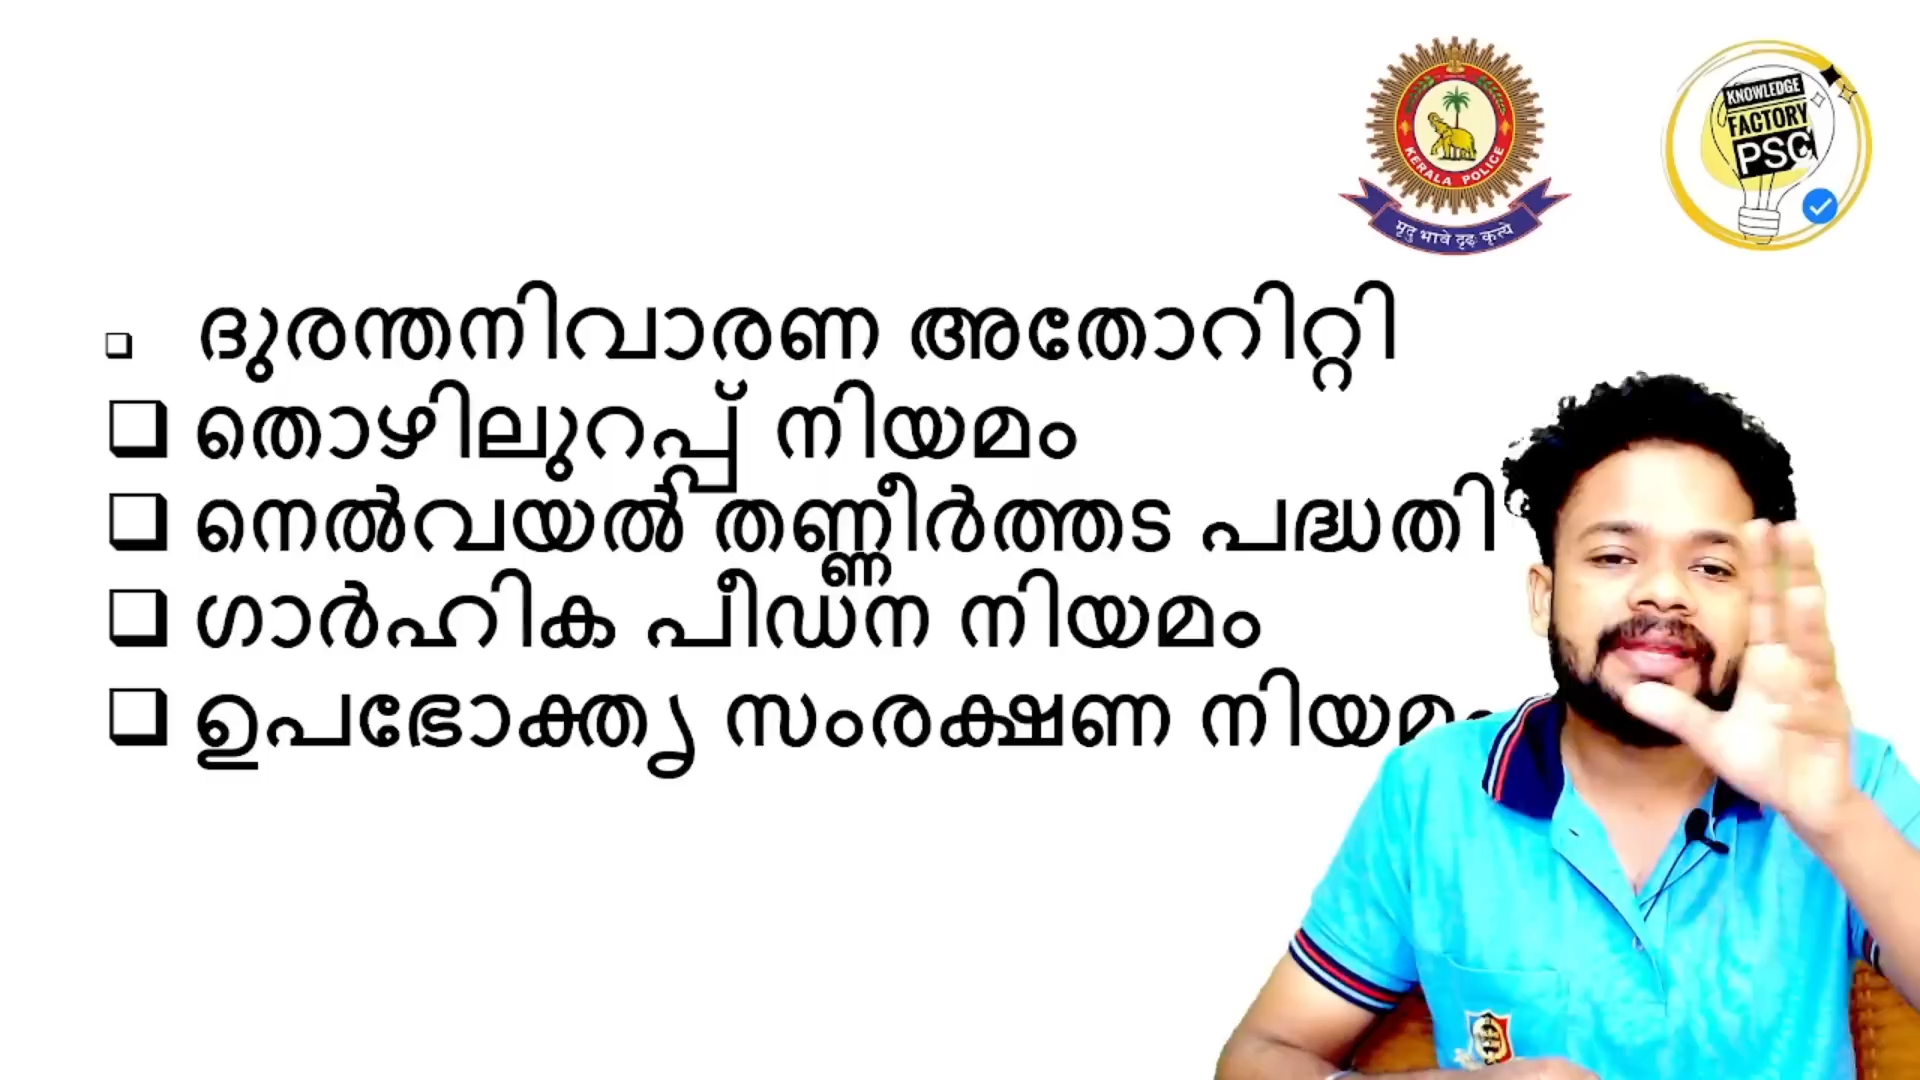 KERALA POLICE
मृदु भावे दृढ कृत्ये
KNOWLEDGE
FACTORY
PSC
ദുരന്തനിവാരണ അതോറിറ്റി
തൊഴിലുറപ്പ് നിയമം
നെൽവയൽ തണ്ണീർത്തട പദ്ധതി
ഗാർഹിക പീഡന നിയമം
ഉപഭോക്തൃ സംരക്ഷണ നിയമം